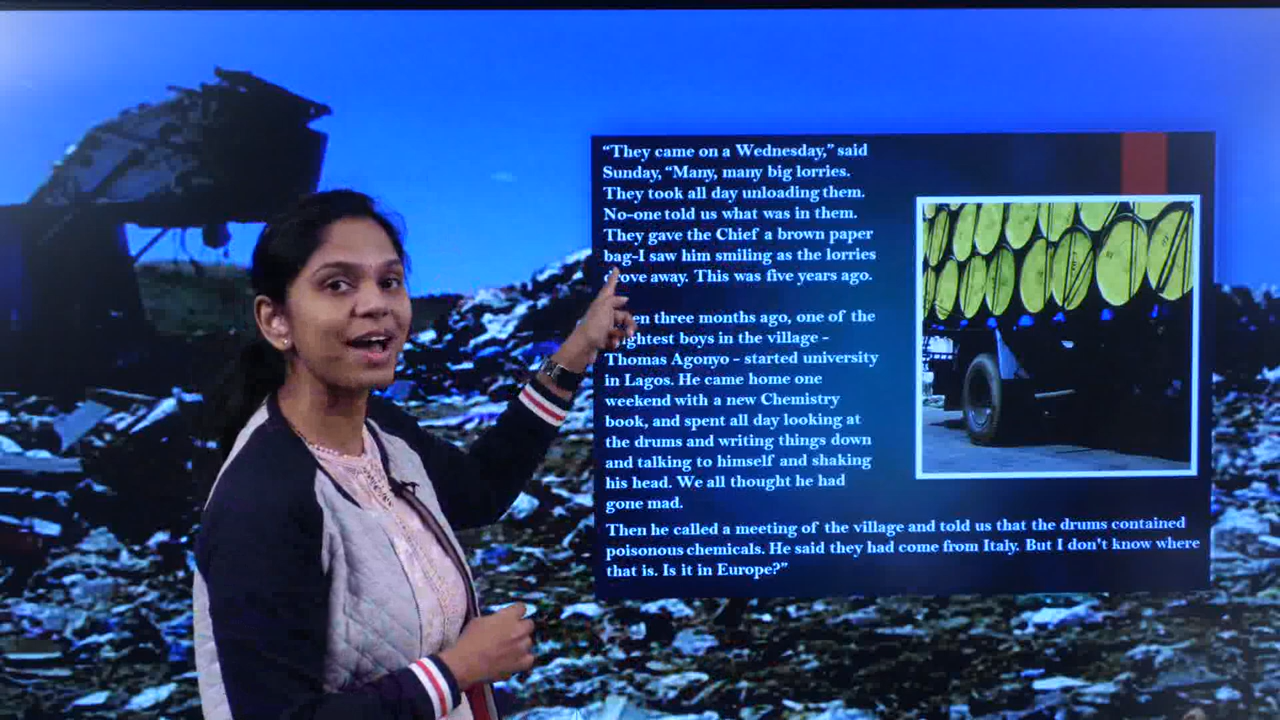 “They came on a Wednesday,” said
Sunday, “Many, many big lorries.
They took all day unloading them.
No-one told us what was in them.
They gave the Chief a brown paper
bag-I saw him smiling as the lorries
drove away. This was five years ago.
three months ago, one of the
boys in the village -
Thomas Agonyo - started university
in Lagos. He came home one
weekend with a new Chemistry
book, and spent all day looking at
the drums and writing things down
and talking to himself and shaking
his head. We all thought he had
gone mad.
Then he called a meeting of the village and told us that the drums contained
poisonous chemicals. He said they had come from Italy. But I don't know where
that is. Is it in Europe?”